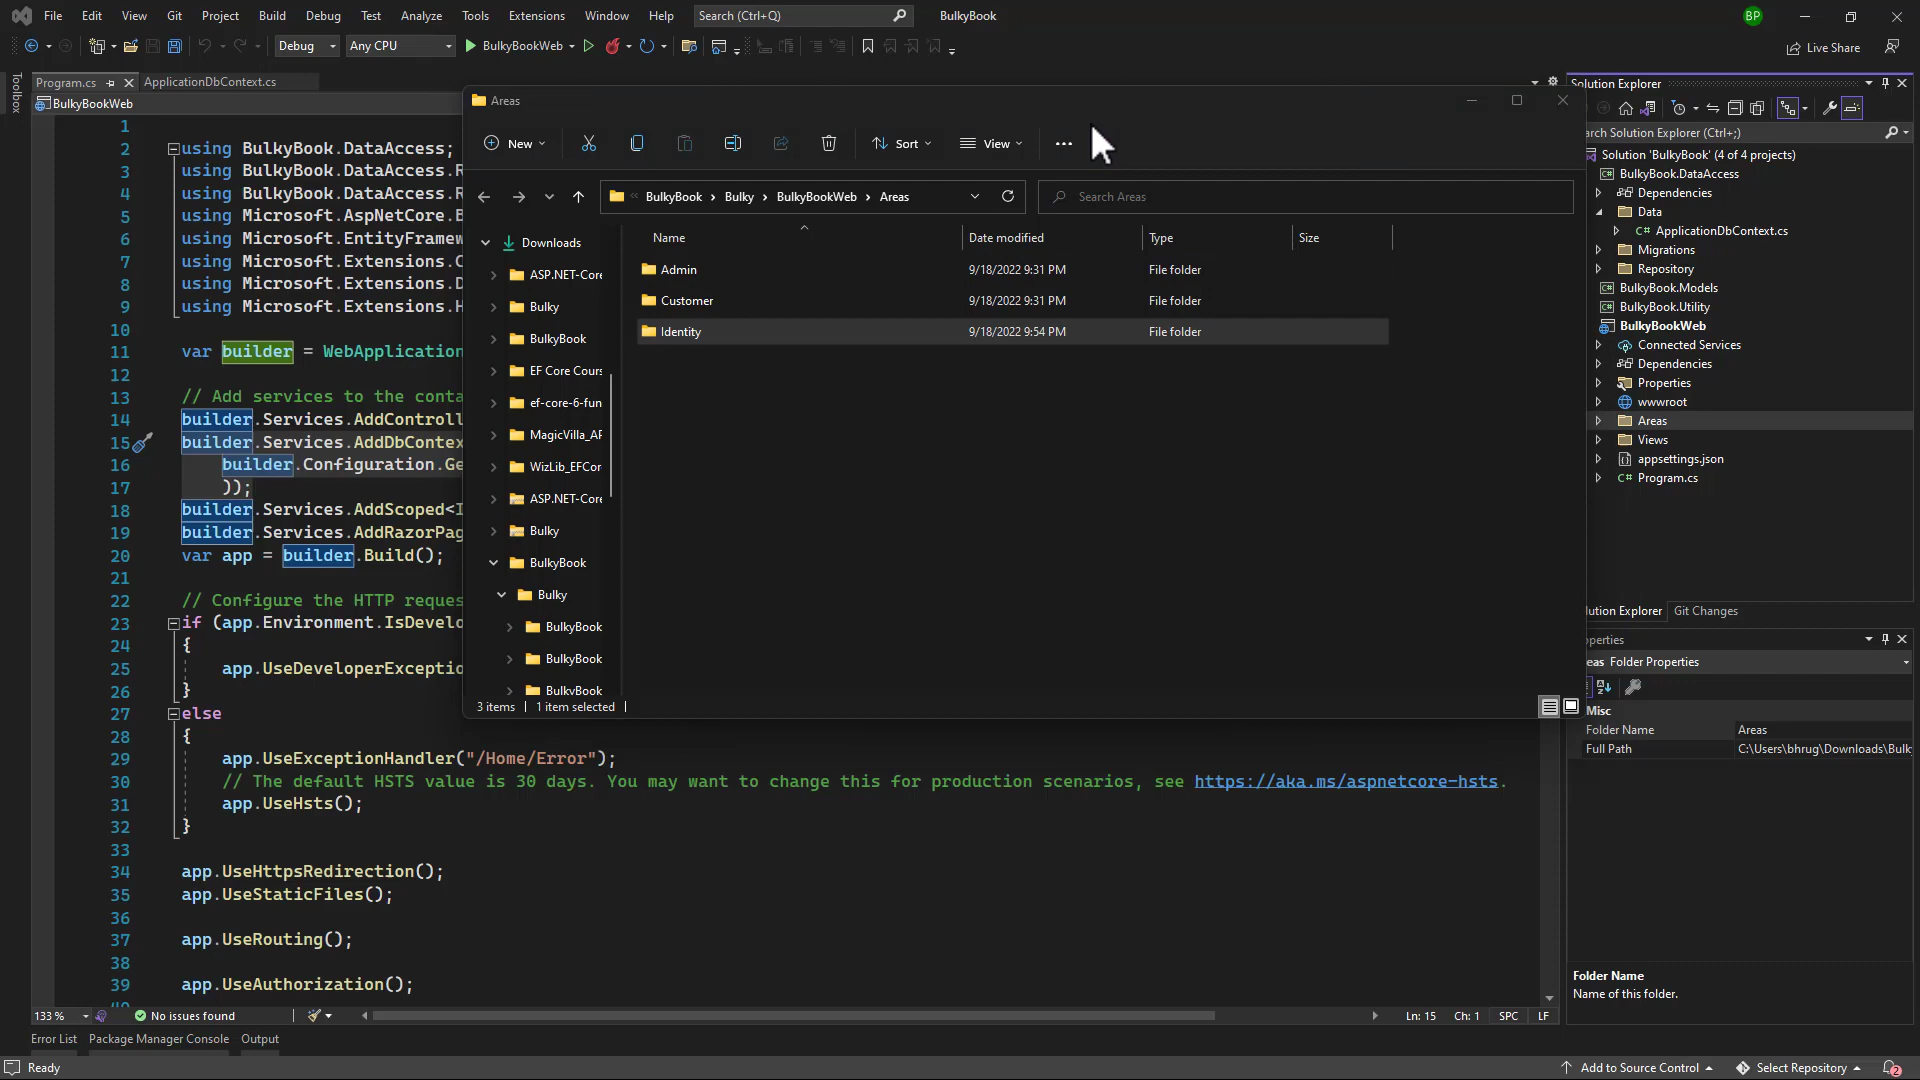 File Edit View Git Project Build Debug Test Analyze Tools Extensions Window Help Search (Ctrl+Q) BulkyBook BP
Debug Any CPU BulkyBookWeb Live Share
Toolbox
Program.cs ApplicationDbContext.cs
BulkyBookWeb
1
2 using BulkyBook.DataAccess;
3 using BulkyBook.DataAccess.R
4 using BulkyBook.DataAccess.R
5 using Microsoft.AspNetCore.B
6 using Microsoft.EntityFramew
7 using Microsoft.Extensions.C
8 using Microsoft.Extensions.D
9 using Microsoft.Extensions.H
10
11 var builder = WebApplication
12
13 // Add services to the conta
14 builder.Services.AddControll
15 builder.Services.AddDbContex
16 builder.Configuration.Ge
17 ));
18 builder.Services.AddScoped<I
19 builder.Services.AddRazorPag
20 var app = builder.Build();
21
22 // Configure the HTTP reques
23 if (app.Environment.IsDevelo
24 {
25 app.UseDeveloperExceptio
26 }
27 else
28 {
29 app.UseExceptionHandler("/Home/Error");
30 // The default HSTS value is 30 days. You may want to change this for production scenarios, see https://aka.ms/aspnetcore-hsts.
31 app.UseHsts();
32 }
33
34 app.UseHttpsRedirection();
35 app.UseStaticFiles();
36
37 app.UseRouting();
38
39 app.UseAuthorization();
133 % No issues found Ln: 15 Ch: 1 SPC LF
Error List Package Manager Console Output
Ready Add to Source Control Select Repository 2
Areas
New Sort View
BulkyBook Bulky BulkyBookWeb Areas Search Areas
Name Date modified Type Size
Admin 9/18/2022 9:31 PM File folder
Customer 9/18/2022 9:31 PM File folder
Identity 9/18/2022 9:54 PM File folder
Downloads
ASP.NET-Core
Bulky
BulkyBook
EF Core Cours
ef-core-6-fun
MagicVilla_AP
WizLib_EFCor
ASP.NET-Core
Bulky
BulkyBook
Bulky
BulkyBook
BulkyBook
BulkyBook
3 items 1 item selected
Solution Explorer
arch Solution Explorer (Ctrl+;)
Solution 'BulkyBook' (4 of 4 projects)
BulkyBook.DataAccess
Dependencies
Data
C# ApplicationDbContext.cs
Migrations
Repository
BulkyBook.Models
BulkyBook.Utility
BulkyBookWeb
Connected Services
Dependencies
Properties
wwwroot
Areas
Views
appsettings.json
C# Program.cs
lution Explorer Git Changes
operties
eas Folder Properties
Misc
Folder Name Areas
Full Path C:\Users\bhrug\Downloads\Bulk
Folder Name
Name of this folder.